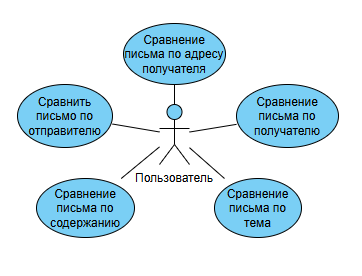 Сравнение
письма по адресу
получателя
Сравнить
письмо по
отправителю
Сравнение
письма по
получателю
Пользователь
Сравнение
письма по
содержанию
Сравнение
письма по
тема